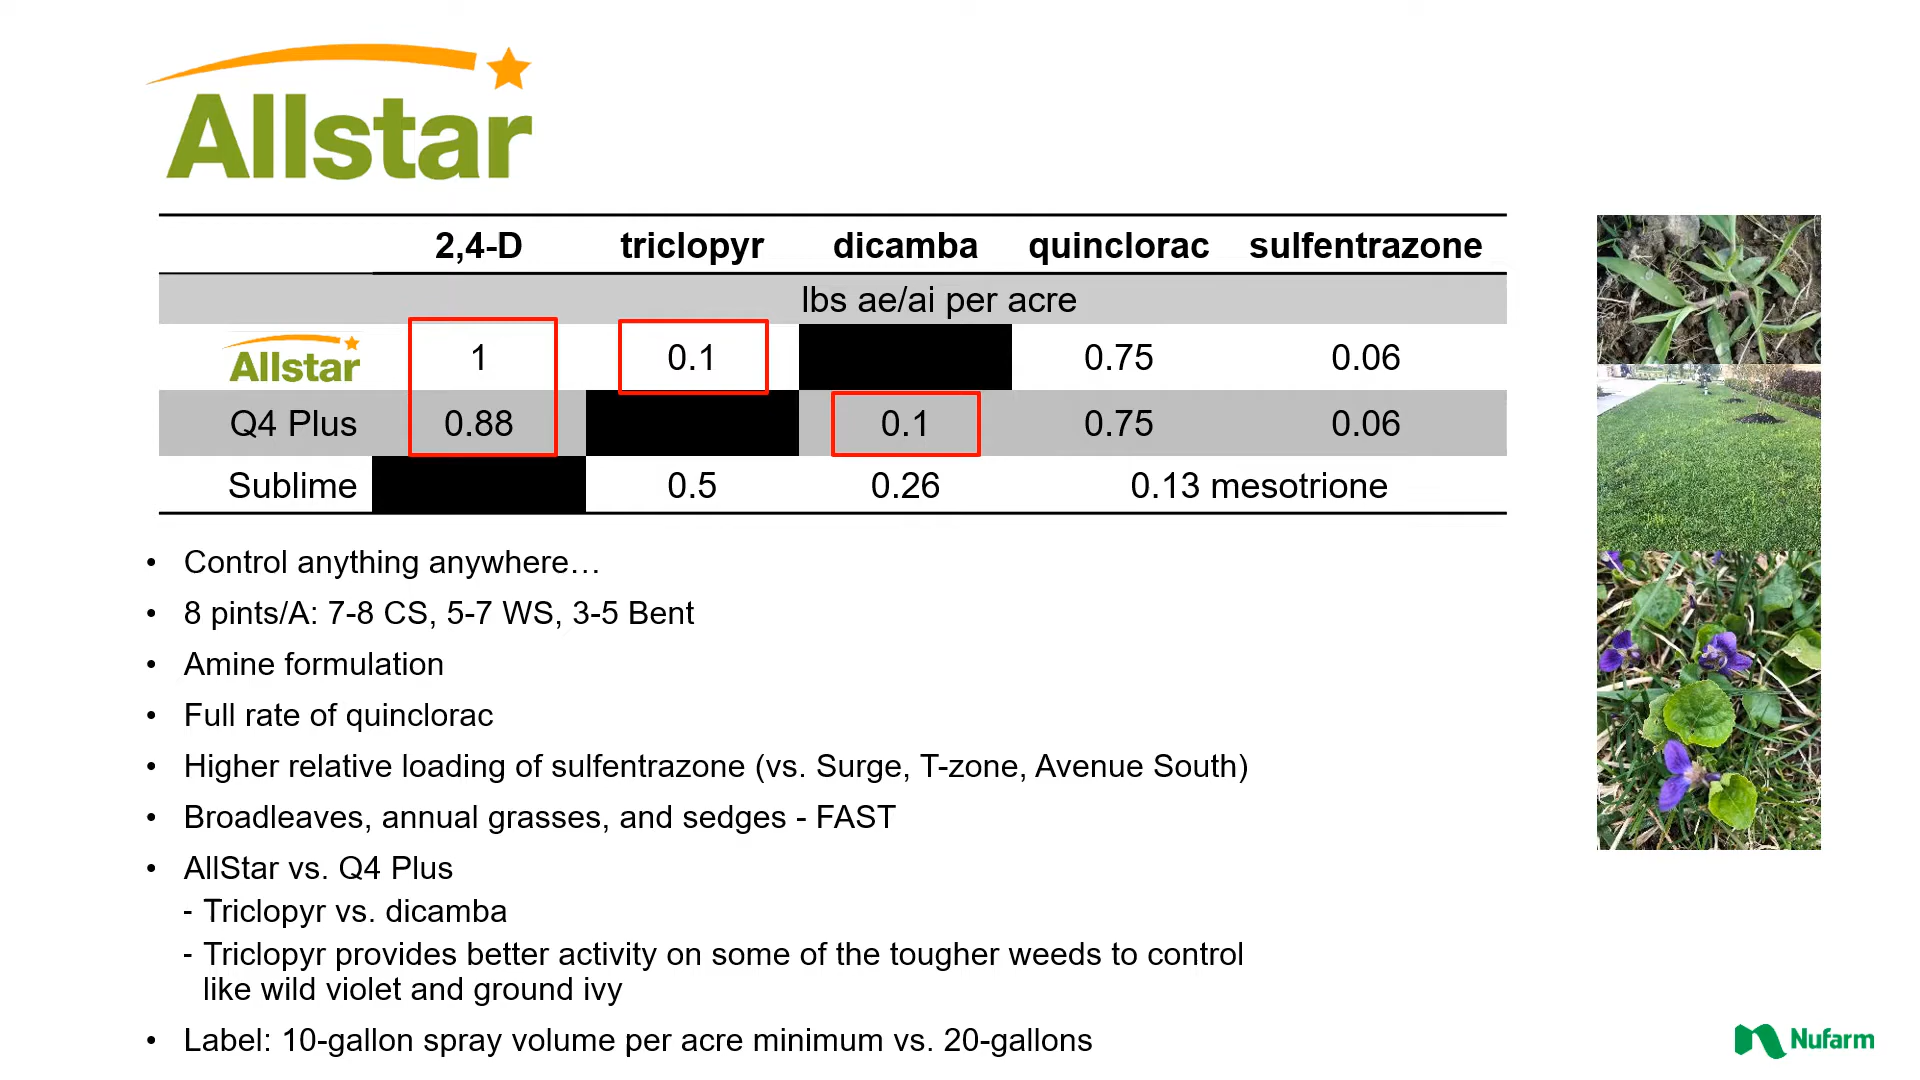 Allstar
2,4-D triclopyr dicamba quinclorac sulfentrazone
lbs ae/ai per acre
Allstar 1 0.1 0.75 0.06
Q4 Plus 0.88 0.1 0.75 0.06
Sublime 0.5 0.26 0.13 mesotrione
• Control anything anywhere…
• 8 pints/A: 7-8 CS, 5-7 WS, 3-5 Bent
• Amine formulation
• Full rate of quinclorac
• Higher relative loading of sulfentrazone (vs. Surge, T-zone, Avenue South)
• Broadleaves, annual grasses, and sedges - FAST
• AllStar vs. Q4 Plus
- Triclopyr vs. dicamba
- Triclopyr provides better activity on some of the tougher weeds to control
like wild violet and ground ivy
• Label: 10-gallon spray volume per acre minimum vs. 20-gallons
Nufarm